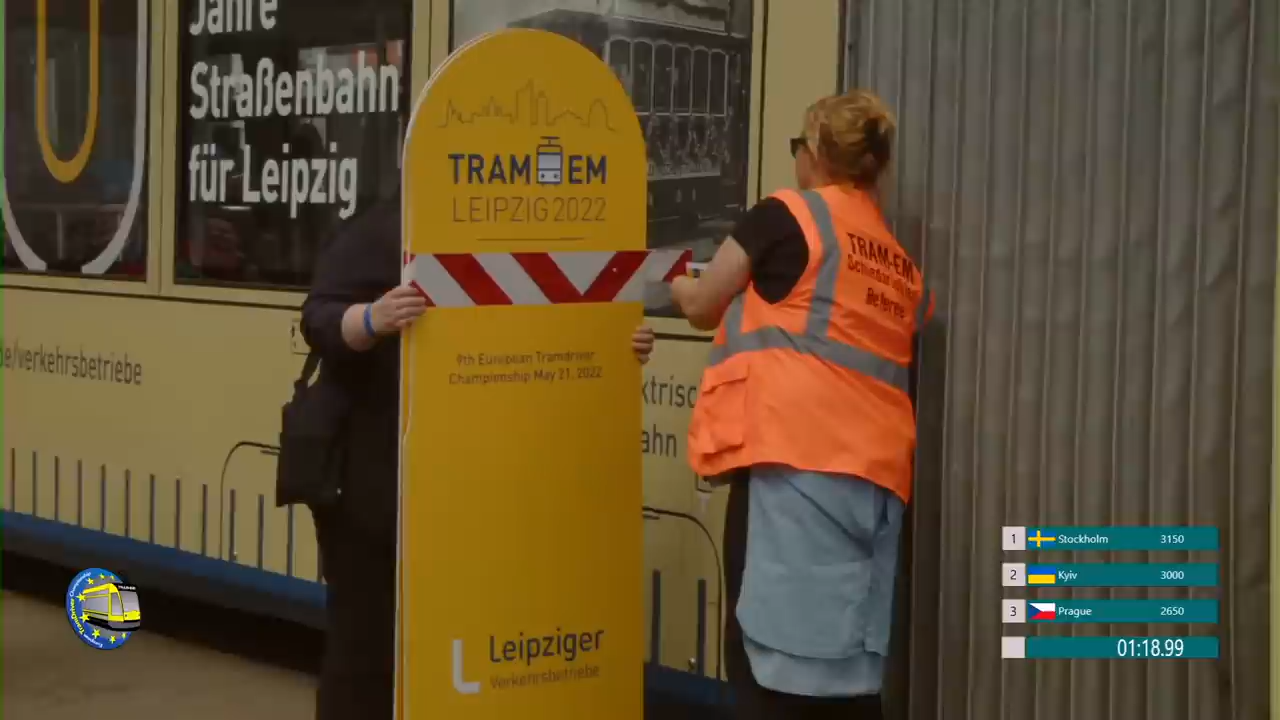 Jahre
Straßenbahn
für Leipzig
TRAM EM
LEIPZIG 2022
TRAM-EM
Referee
9th European Tramdriver
Championship May 21, 2022
e/verkehrsbetriebe
ktrisc
ahn
Leipziger
Verkehrsbetriebe
1 Stockholm 3150
2 Kyiv 3000
3 Prague 2650
01:18.99